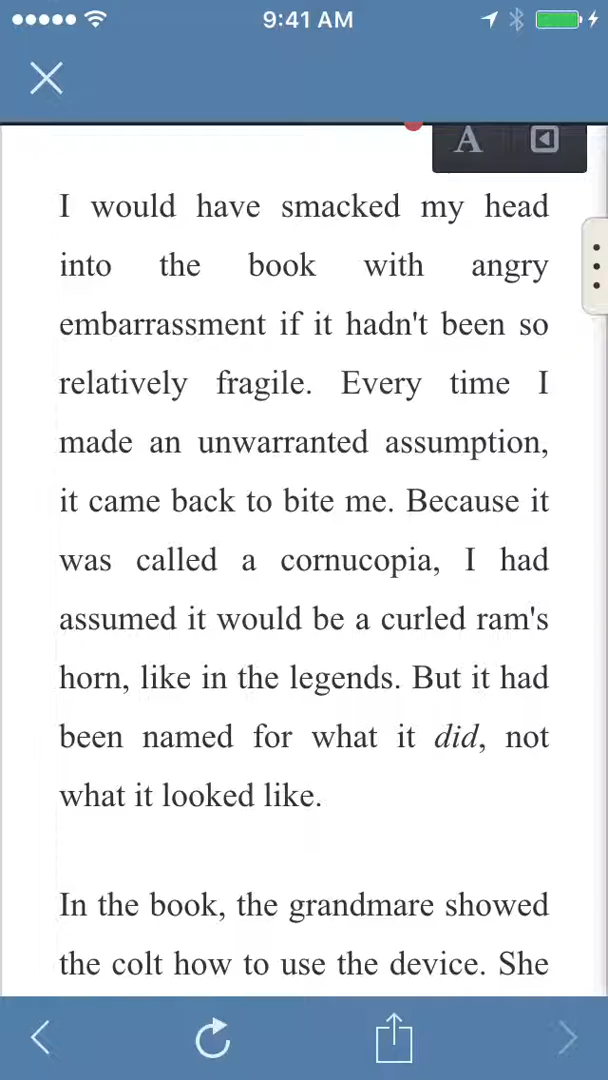 9:41 AM
A
I would have smacked my head
into the book with angry
embarrassment if it hadn't been so
relatively fragile. Every time I
made an unwarranted assumption,
it came back to bite me. Because it
was called a cornucopia, I had
assumed it would be a curled ram's
horn, like in the legends. But it had
been named for what it did, not
what it looked like.
In the book, the grandmare showed
the colt how to use the device. She